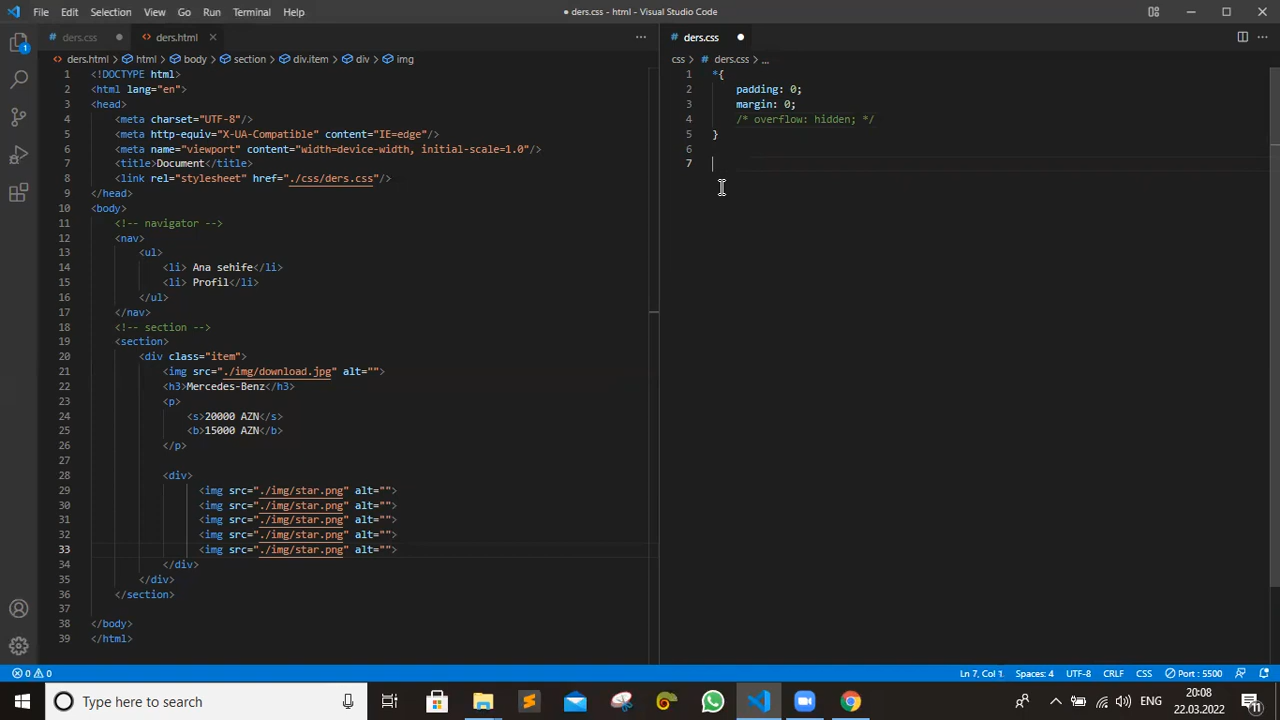 File Edit Selection View Go Run Terminal Help
● ders.css - html - Visual Studio Code
# ders.css ●
ders.html ×
# ders.css ●
ders.html > html > body > section > div.item > div > img
css > # ders.css > ...
1 <!DOCTYPE html>
2 <html lang="en">
3 <head>
4 <meta charset="UTF-8"/>
5 <meta http-equiv="X-UA-Compatible" content="IE=edge"/>
6 <meta name="viewport" content="width=device-width, initial-scale=1.0"/>
7 <title>Document</title>
8 <link rel="stylesheet" href="./css/ders.css"/>
9 </head>
10 <body>
11 <!-- navigator -->
12 <nav>
13 <ul>
14 <li> Ana sehife</li>
15 <li> Profil</li>
16 </ul>
17 </nav>
18 <!-- section -->
19 <section>
20 <div class="item">
21 <img src="./img/download.jpg" alt="">
22 <h3>Mercedes-Benz</h3>
23 <p>
24 <s>20000 AZN</s>
25 <b>15000 AZN</b>
26 </p>
27
28 <div>
29 <img src="./img/star.png" alt="">
30 <img src="./img/star.png" alt="">
31 <img src="./img/star.png" alt="">
32 <img src="./img/star.png" alt="">
33 <img src="./img/star.png" alt="">
34 </div>
35 </div>
36 </section>
37
38 </body>
39 </html>
1 *{
2 padding: 0;
3 margin: 0;
4 /* overflow: hidden; */
5 }
6
7
1
0 0
Ln 7, Col 1 Spaces: 4 UTF-8 CRLF CSS Port : 5500
Type here to search
ENG
20:08
22.03.2022
11